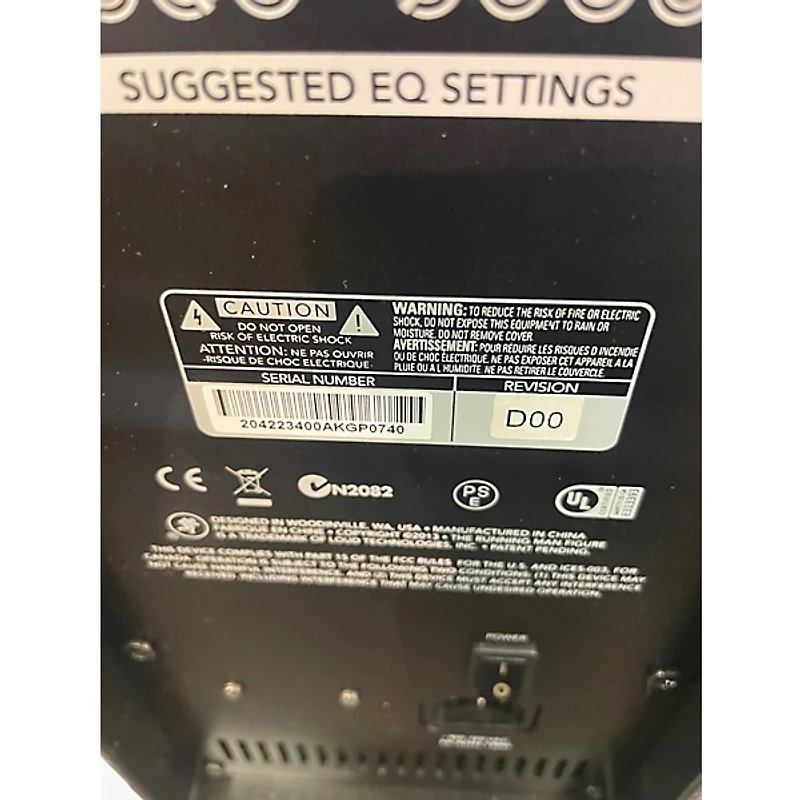 SUGGESTED EQ SETTINGS
CAUTION
DO NOT OPEN
RISK OF ELECTRIC SHOCK
ATTENTION: NE PAS OUVRIR
-RISQUE DE CHOC ELECTRIQUE-
WARNING: TO REDUCE THE RISK OF FIRE OR ELECTRIC
SHOCK, DO NOT EXPOSE THIS EQUIPMENT TO RAIN OR
MOISTURE. DO NOT REMOVE COVER.
AVERTISSEMENT: POUR RÉDUIRE LES RISQUES D INCENDIE
OU DE CHOC ÉLECTRIQUE, NE PAS EXPOSER CET APPAREIL A LA
PLUIE OU A L HUMIDITE. NE PAS RETIRER LE COUVERCLE.
SERIAL NUMBER
204223400AKGP0740
REVISION
D00
CE
N2082
PS
E
UL
DESIGNED IN WOODINVILLE, WA, USA • MANUFACTURED IN CHINA
FABRIQUE EN CHINE • COPYRIGHT ©2013 • THE RUNNING MAN FIGURE
IS A TRADEMARK OF LOUD TECHNOLOGIES, INC. • PATENT PENDING.
THIS DEVICE COMPLIES WITH PART 15 OF THE FCC RULES FOR THE U.S. AND ICES-003, FOR
CANADA. OPERATION IS SUBJECT TO THE FOLLOWING TWO CONDITIONS: (1) THIS DEVICE MAY
NOT CAUSE HARMFUL INTERFERENCE, AND (2) THIS DEVICE MUST ACCEPT ANY INTERFERENCE
RECEIVED, INCLUDING INTERFERENCE THAT MAY CAUSE UNDESIRED OPERATION.
POWER